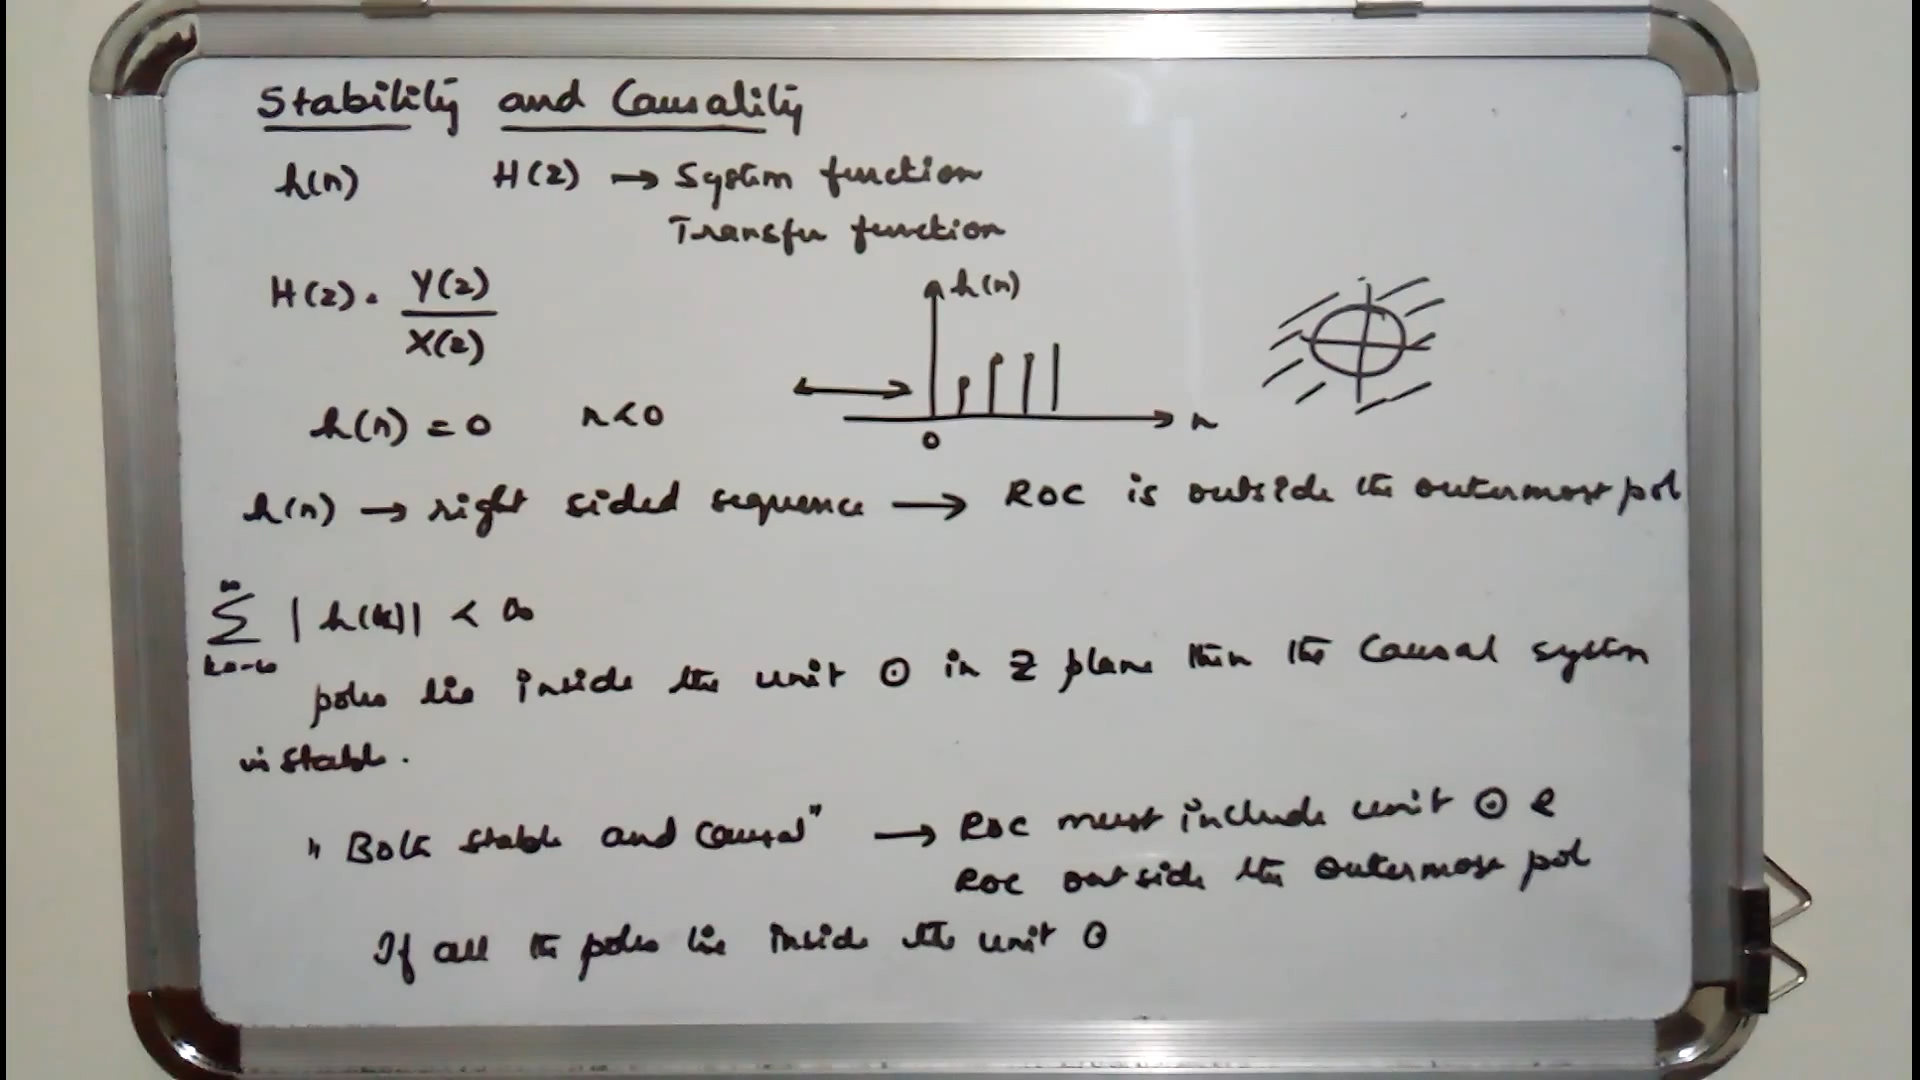 Stability and Causality
h(n) H(z) → System function
Transfer function
H(z) = Y(z) / X(z)
h(n)
h(n) = 0 n < 0
0 n
h(n) → right sided sequence → ROC is outside the outermost pole
∞
∑ |h(k)| < ∞
k=-∞
poles lie inside the unit ⊙ in Z plane then the Causal system
is stable.
"Both stable and causal" → ROC must include unit ⊙ &
ROC outside the outermost pole
If all the poles lie inside the unit ⊙